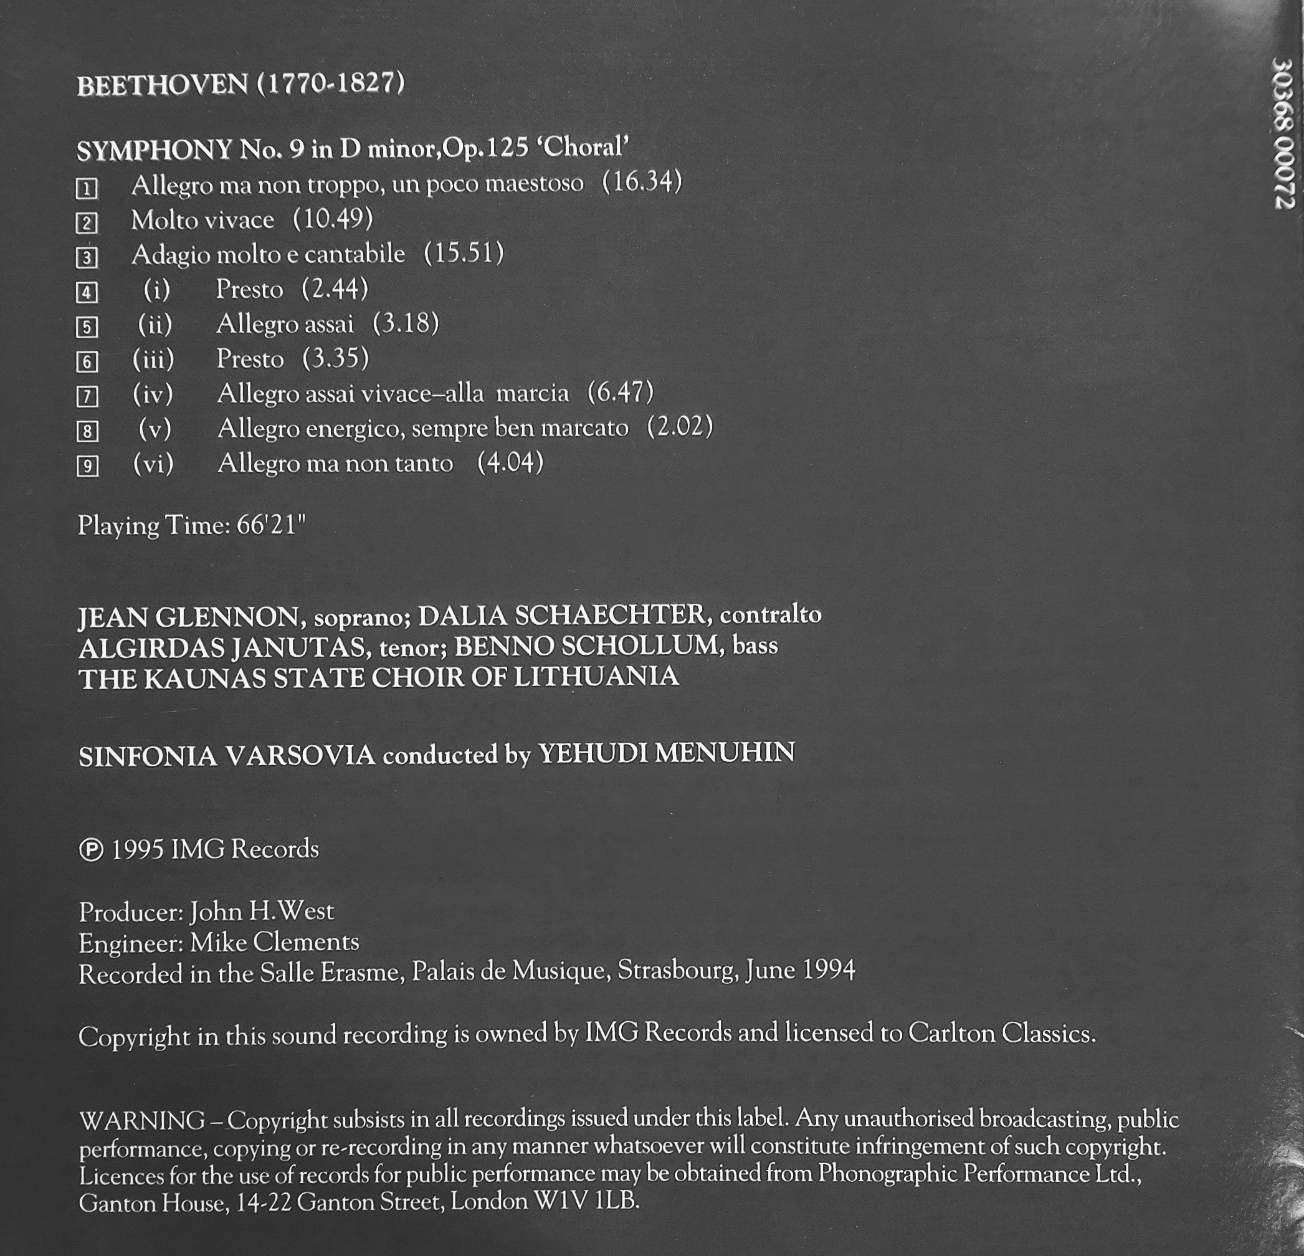 BEETHOVEN (1770-1827)
SYMPHONY No. 9 in D minor,Op.125 ‘Choral’
1 Allegro ma non troppo, un poco maestoso (16.34)
2 Molto vivace (10.49)
3 Adagio molto e cantabile (15.51)
4 (i) Presto (2.44)
5 (ii) Allegro assai (3.18)
6 (iii) Presto (3.35)
7 (iv) Allegro assai vivace–alla marcia (6.47)
8 (v) Allegro energico, sempre ben marcato (2.02)
9 (vi) Allegro ma non tanto (4.04)
Playing Time: 66'21"
JEAN GLENNON, soprano; DALIA SCHAECHTER, contralto
ALGIRDAS JANUTAS, tenor; BENNO SCHOLLUM, bass
THE KAUNAS STATE CHOIR OF LITHUANIA
SINFONIA VARSOVIA conducted by YEHUDI MENUHIN
℗ 1995 IMG Records
Producer: John H.West
Engineer: Mike Clements
Recorded in the Salle Erasme, Palais de Musique, Strasbourg, June 1994
Copyright in this sound recording is owned by IMG Records and licensed to Carlton Classics.
WARNING – Copyright subsists in all recordings issued under this label. Any unauthorised broadcasting, public
performance, copying or re-recording in any manner whatsoever will constitute infringement of such copyright.
Licences for the use of records for public performance may be obtained from Phonographic Performance Ltd.,
Ganton House, 14-22 Ganton Street, London W1V 1LB.
30368 00072